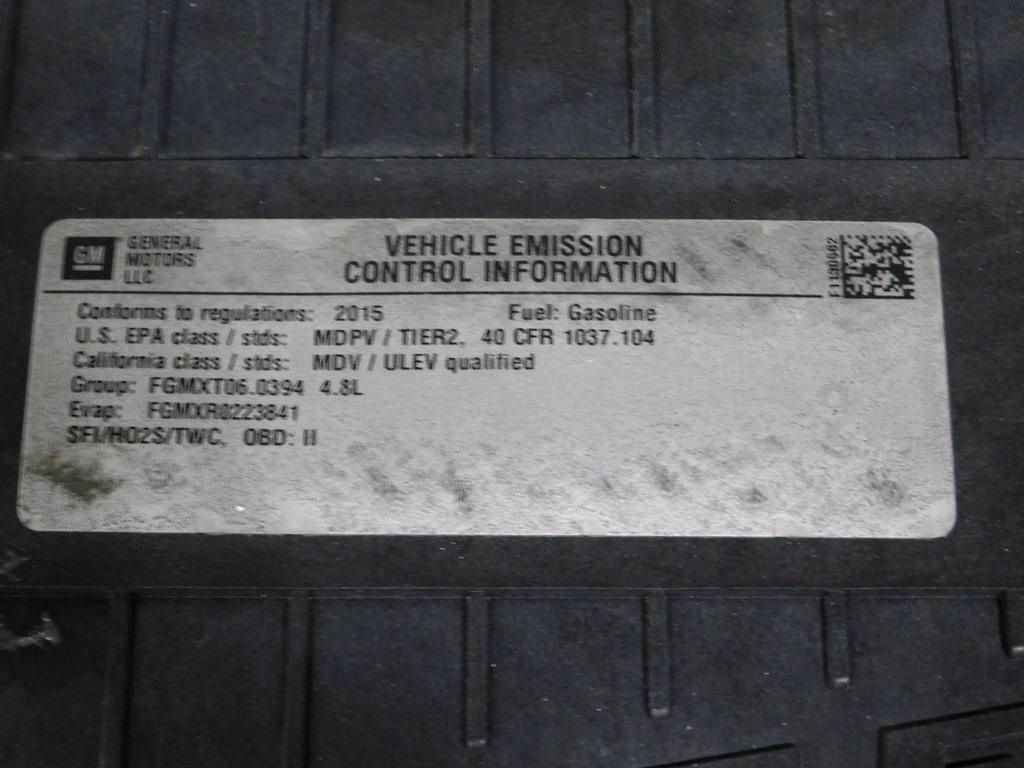 GM GENERAL
MOTORS
LLC
VEHICLE EMISSION
CONTROL INFORMATION
Conforms to regulations: 2015 Fuel: Gasoline
U.S. EPA class / stds: MDPV / TIER2, 40 CFR 1037.104
California class / stds: MDV / ULEV qualified
Group: FGMXT06.0394 4.8L
Evap: FGMXR0223841
SFI/HO2S/TWC, OBD: II